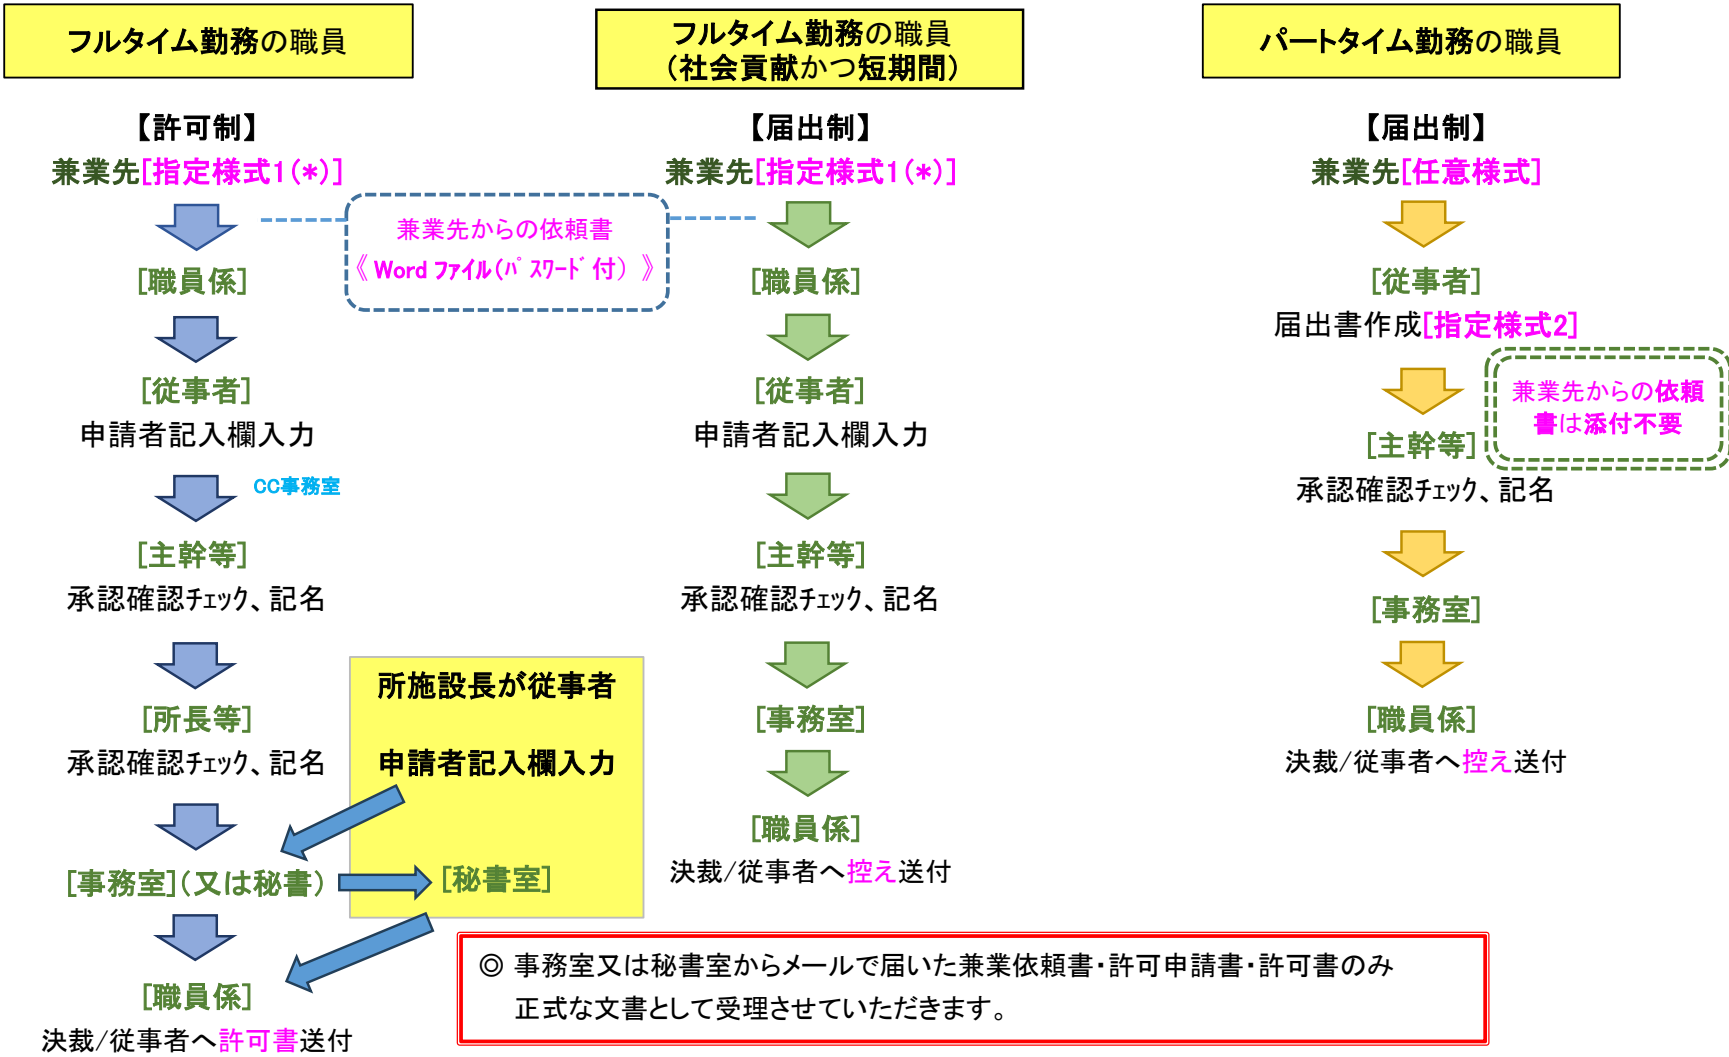 フルタイム勤務の職員
【許可制】
兼業先[指定様式1(*)]
[職員係]
[従事者]
申請者記入欄入力
CC事務室
[主幹等]
承認確認ﾁｪｯｸ、記名
[所長等]
承認確認ﾁｪｯｸ、記名
[事務室](又は秘書)
[職員係]
決裁/従事者へ許可書送付
兼業先からの依頼書
《 Word ﾌｧｲﾙ(ﾊﾟｽﾜｰﾄﾞ付) 》
所施設長が従事者
申請者記入欄入力
[秘書室]
フルタイム勤務の職員
(社会貢献かつ短期間)
【届出制】
兼業先[指定様式1(*)]
[職員係]
[従事者]
申請者記入欄入力
[主幹等]
承認確認ﾁｪｯｸ、記名
[事務室]
[職員係]
決裁/従事者へ控え送付
パートタイム勤務の職員
【届出制】
兼業先[任意様式]
[従事者]
届出書作成[指定様式2]
兼業先からの依頼
書は添付不要
[主幹等]
承認確認ﾁｪｯｸ、記名
[事務室]
[職員係]
決裁/従事者へ控え送付
◎ 事務室又は秘書室からメールで届いた兼業依頼書・許可申請書・許可書のみ
正式な文書として受理させていただきます。